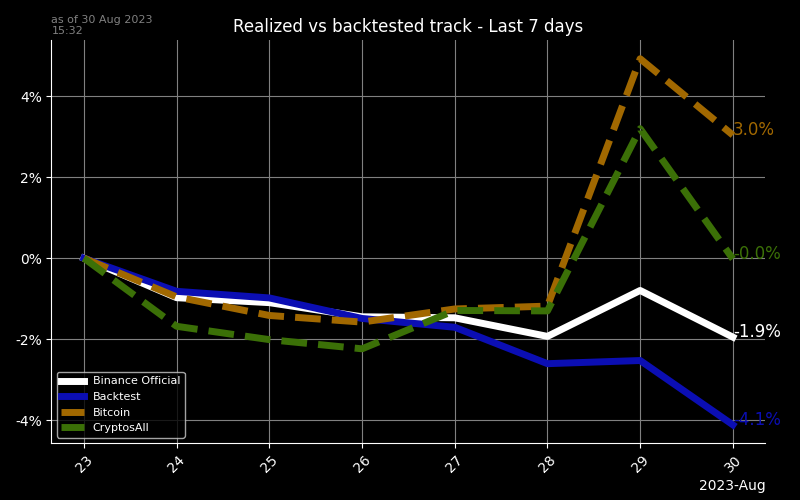 as of 30 Aug 2023
15:32
Realized vs backtested track - Last 7 days
4%
2%
0%
-2%
-4%
3.0%
-0.0%
-1.9%
-4.1%
Binance Official
Backtest
Bitcoin
CryptosAll
23 24 25 26 27 28 29 30
2023-Aug